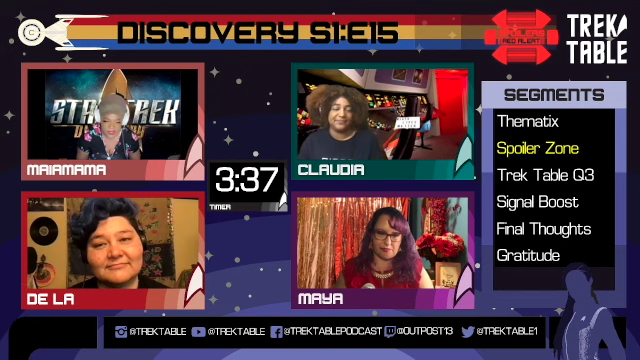 DISCOVERY S1:E15
RED ALERT
TREK
TABLE
STAR TREK
MAIAMAMA
CLAUDIA
3:37
TIMER
DE LA
MAYA
SEGMENTS
Thematix
Spoiler Zone
Trek Table Q3
Signal Boost
Final Thoughts
Gratitude
@TREKTABLE @TREKTABLE @TREKTABLEPODCAST @OUTPOST13 @TREKTABLE1